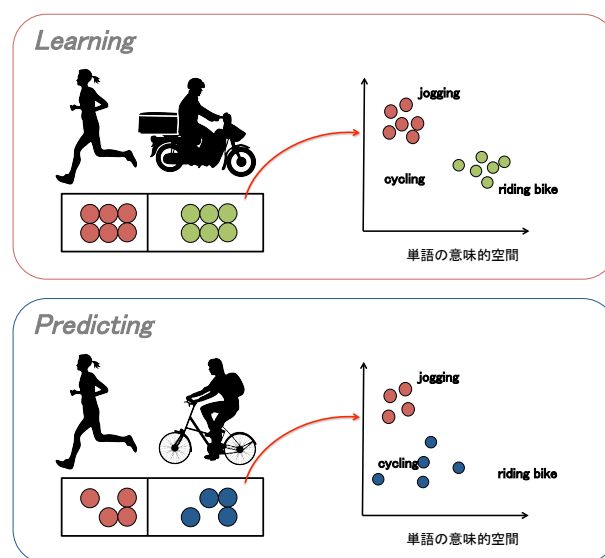 Learning
jogging
cycling
riding bike
単語の意味的空間
Predicting
jogging
cycling
riding bike
単語の意味的空間